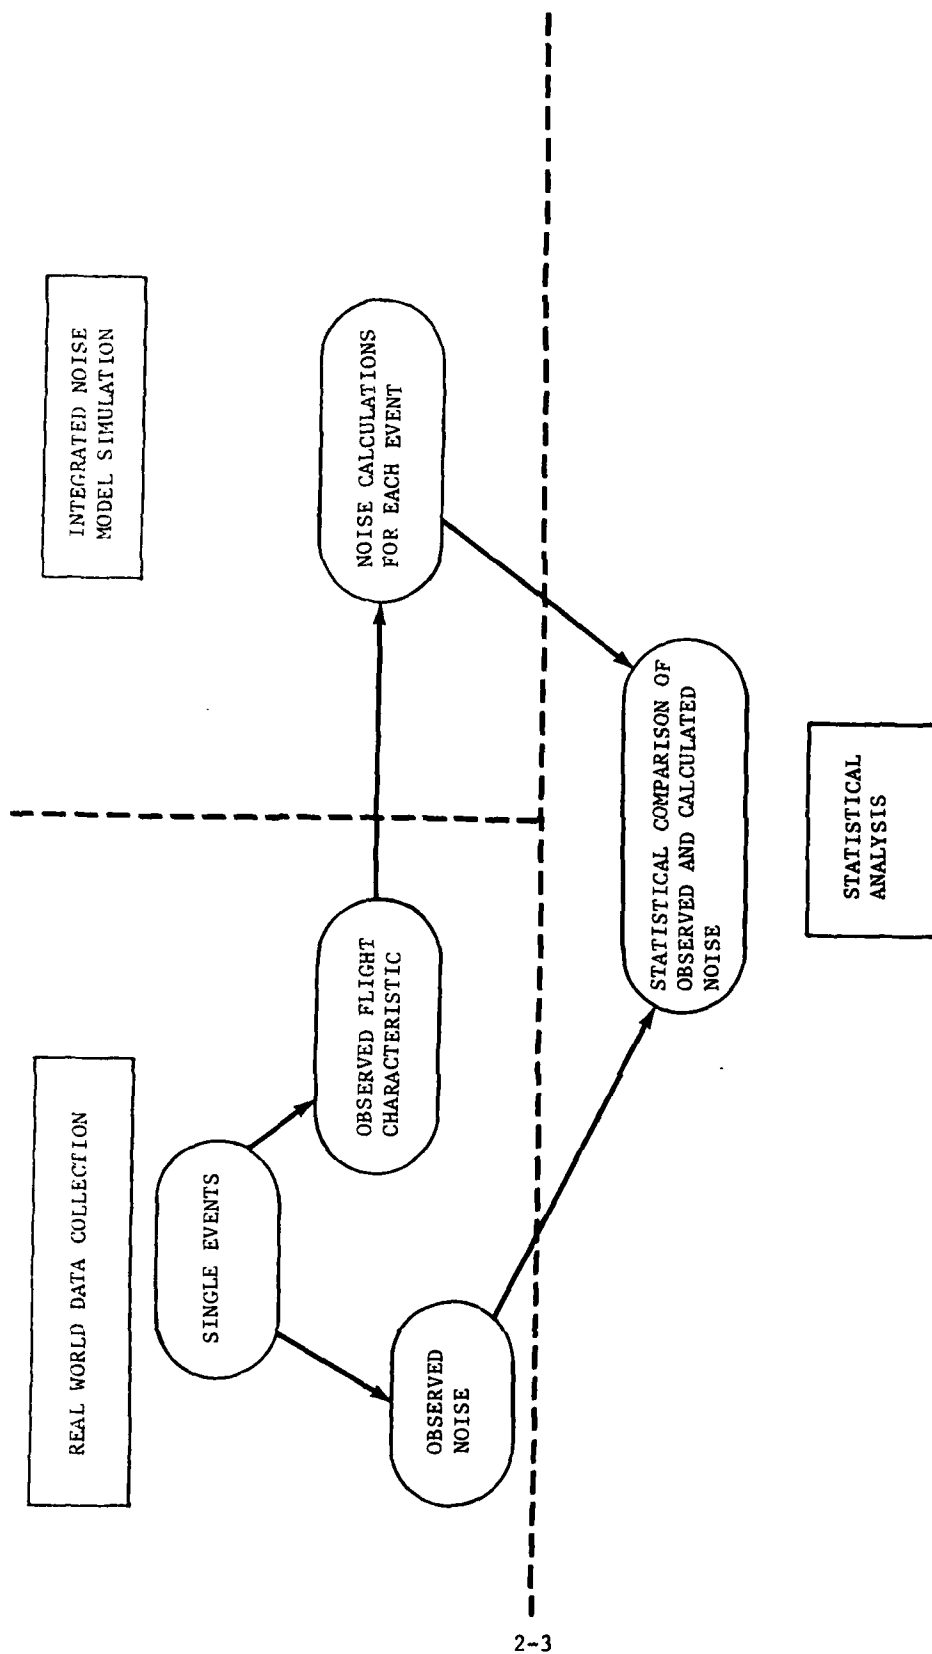 REAL WORLD DATA COLLECTION
INTEGRATED NOISE
MODEL SIMULATION
SINGLE EVENTS
OBSERVED FLIGHT
CHARACTERISTIC
NOISE CALCULATIONS
FOR EACH EVENT
OBSERVED
NOISE
STATISTICAL COMPARISON OF
OBSERVED AND CALCULATED
NOISE
STATISTICAL
ANALYSIS
2-3